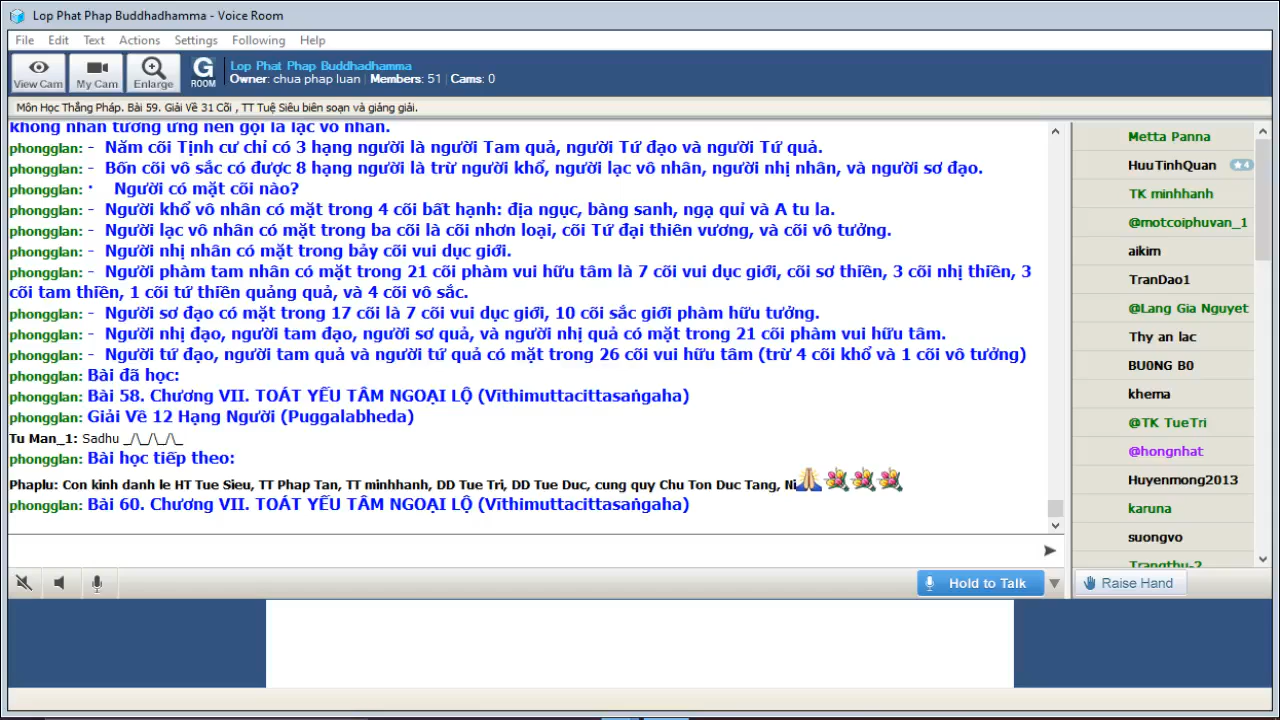 Lop Phat Phap Buddhadhamma - Voice Room
File Edit Text Actions Settings Following Help
View Cam My Cam Enlarge G ROOM
Lop Phat Phap Buddhadhamma
Owner: chua phap luan Members: 51 Cams: 0
Môn Học Thắng Pháp. Bài 59. Giải Về 31 Cõi , TT Tuệ Siêu biên soạn và giảng giải.
không nhân tương ưng nên gọi là lạc vô nhân.
phongglan: - Năm cõi Tịnh cư chỉ có 3 hạng người là người Tam quả, người Tứ đạo và người Tứ quả.
phongglan: - Bốn cõi vô sắc có được 8 hạng người là trừ người khổ, người lạc vô nhân, người nhị nhân, và người sơ đạo.
phongglan: · Người có mặt cõi nào?
phongglan: - Người khổ vô nhân có mặt trong 4 cõi bất hạnh: địa ngục, bàng sanh, ngạ quỉ và A tu la.
phongglan: - Người lạc vô nhân có mặt trong ba cõi là cõi nhơn loại, cõi Tứ đại thiên vương, và cõi vô tưởng.
phongglan: - Người nhị nhân có mặt trong bảy cõi vui dục giới.
phongglan: - Người phàm tam nhân có mặt trong 21 cõi phàm vui hữu tâm là 7 cõi vui dục giới, cõi sơ thiền, 3 cõi nhị thiền, 3
cõi tam thiền, 1 cõi tứ thiền quảng quả, và 4 cõi vô sắc.
phongglan: - Người sơ đạo có mặt trong 17 cõi là 7 cõi vui dục giới, 10 cõi sắc giới phàm hữu tưởng.
phongglan: - Người nhị đạo, người tam đạo, người sơ quả, và người nhị quả có mặt trong 21 cõi phàm vui hữu tâm.
phongglan: - Người tứ đạo, người tam quả và người tứ quả có mặt trong 26 cõi vui hữu tâm (trừ 4 cõi khổ và 1 cõi vô tưởng)
phongglan: Bài đã học:
phongglan: Bài 58. Chương VII. TOÁT YẾU TÂM NGOẠI LỘ (Vīthimuttacittasaṅgaha)
phongglan: Giải Về 12 Hạng Người (Puggalabheda)
Tu Man_1: Sadhu _/\_/\_/\_
phongglan: Bài học tiếp theo:
Phaplu: Con kinh danh le HT Tue Sieu, TT Phap Tan, TT minhhanh, DD Tue Tri, DD Tue Duc, cung quy Chu Ton Duc Tang, Ni
phongglan: Bài 60. Chương VII. TOÁT YẾU TÂM NGOẠI LỘ (Vīthimuttacittasaṅgaha)
Metta Panna
HuuTinhQuan 4
TK minhhanh
@motcoiphuvan_1
aikim
TranDao1
@Lang Gia Nguyet
Thy an lac
BU0NG B0
khema
@TK TueTri
@hongnhat
Huyenmong2013
karuna
suongvo
Trangthu-2
Hold to Talk
Raise Hand